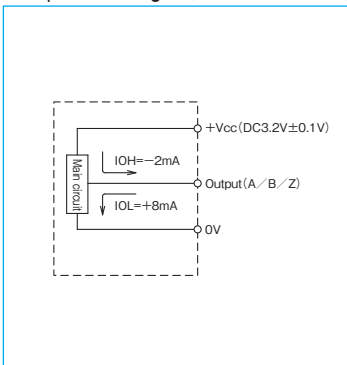 +Vcc(DC3.2V±0.1V)
IOH=−2mA
Main circuit
Output(A／B／Z)
IOL=+8mA
0V